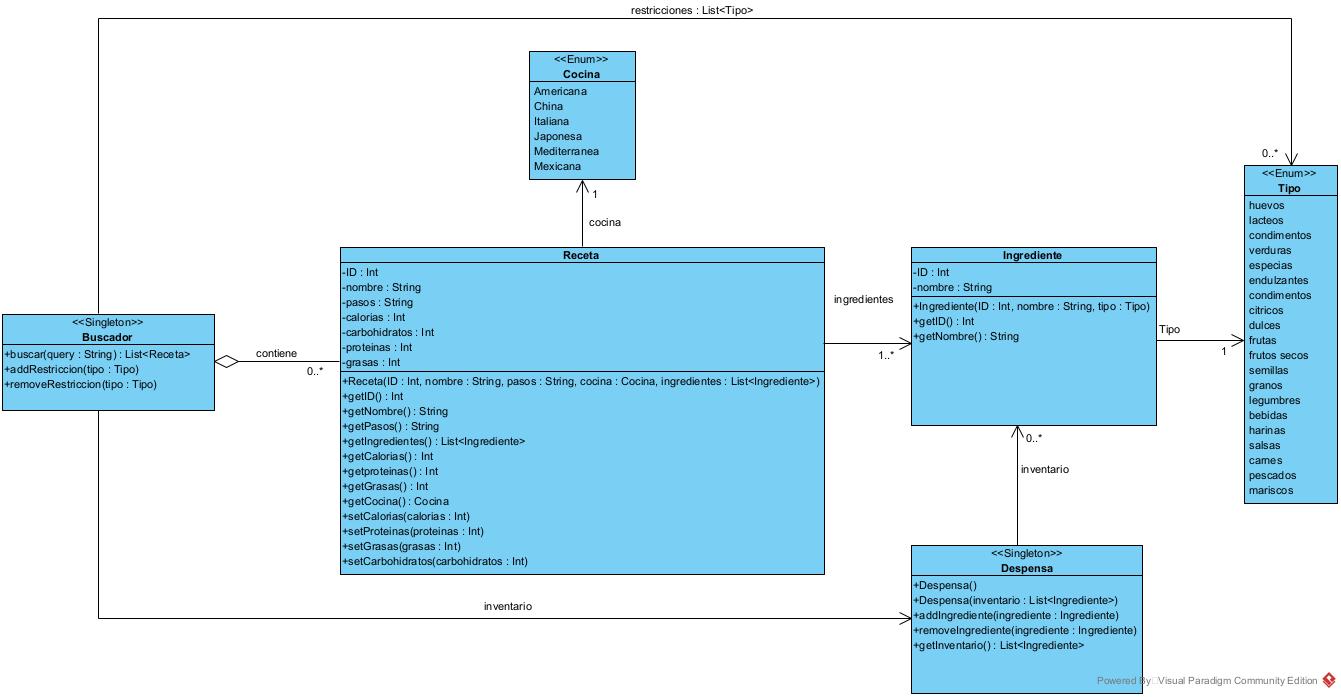 restricciones : List<Tipo>
<<Enum>>
Cocina
Americana
China
Italiana
Japonesa
Mediterranea
Mexicana
1
cocina
0..*
<<Enum>>
Tipo
huevos
lacteos
condimentos
verduras
especias
endulzantes
condimentos
citricos
dulces
frutas
frutos secos
semillas
granos
legumbres
bebidas
harinas
salsas
carnes
pescados
mariscos
<<Singleton>>
Buscador
+buscar(query : String) : List<Receta>
+addRestriccion(tipo : Tipo)
+removeRestriccion(tipo : Tipo)
contiene
0..*
Receta
-ID : Int
-nombre : String
-pasos : String
-calorias : Int
-carbohidratos : Int
-proteinas : Int
-grasas : Int
+Receta(ID : Int, nombre : String, pasos : String, cocina : Cocina, ingredientes : List<Ingrediente>)
+getID() : Int
+getNombre() : String
+getPasos() : String
+getIngredientes() : List<Ingrediente>
+getCalorias() : Int
+getproteinas() : Int
+getGrasas() : Int
+getCocina() : Cocina
+setCalorias(calorias : Int)
+setProteinas(proteinas : Int)
+setGrasas(grasas : Int)
+setCarbohidratos(carbohidratos : Int)
ingredientes
1..*
Ingrediente
-ID : Int
-nombre : String
+Ingrediente(ID : Int, nombre : String, tipo : Tipo)
+getID() : Int
+getNombre() : String
Tipo
1
0..*
inventario
inventario
<<Singleton>>
Despensa
+Despensa()
+Despensa(inventario : List<Ingrediente>)
+addIngrediente(ingrediente : Ingrediente)
+removeIngrediente(ingrediente : Ingrediente)
+getInventario() : List<Ingrediente>
Powered By Visual Paradigm Community Edition